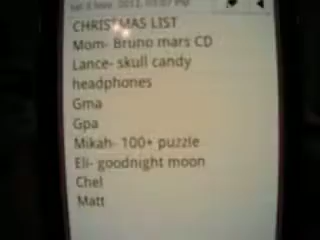 CHRISTMAS LIST
Mom- Bruno mars CD
Lance- skull candy
headphones
Gma
Gpa
Mikah- 100+ puzzle
Eli- goodnight moon
Chel
Matt